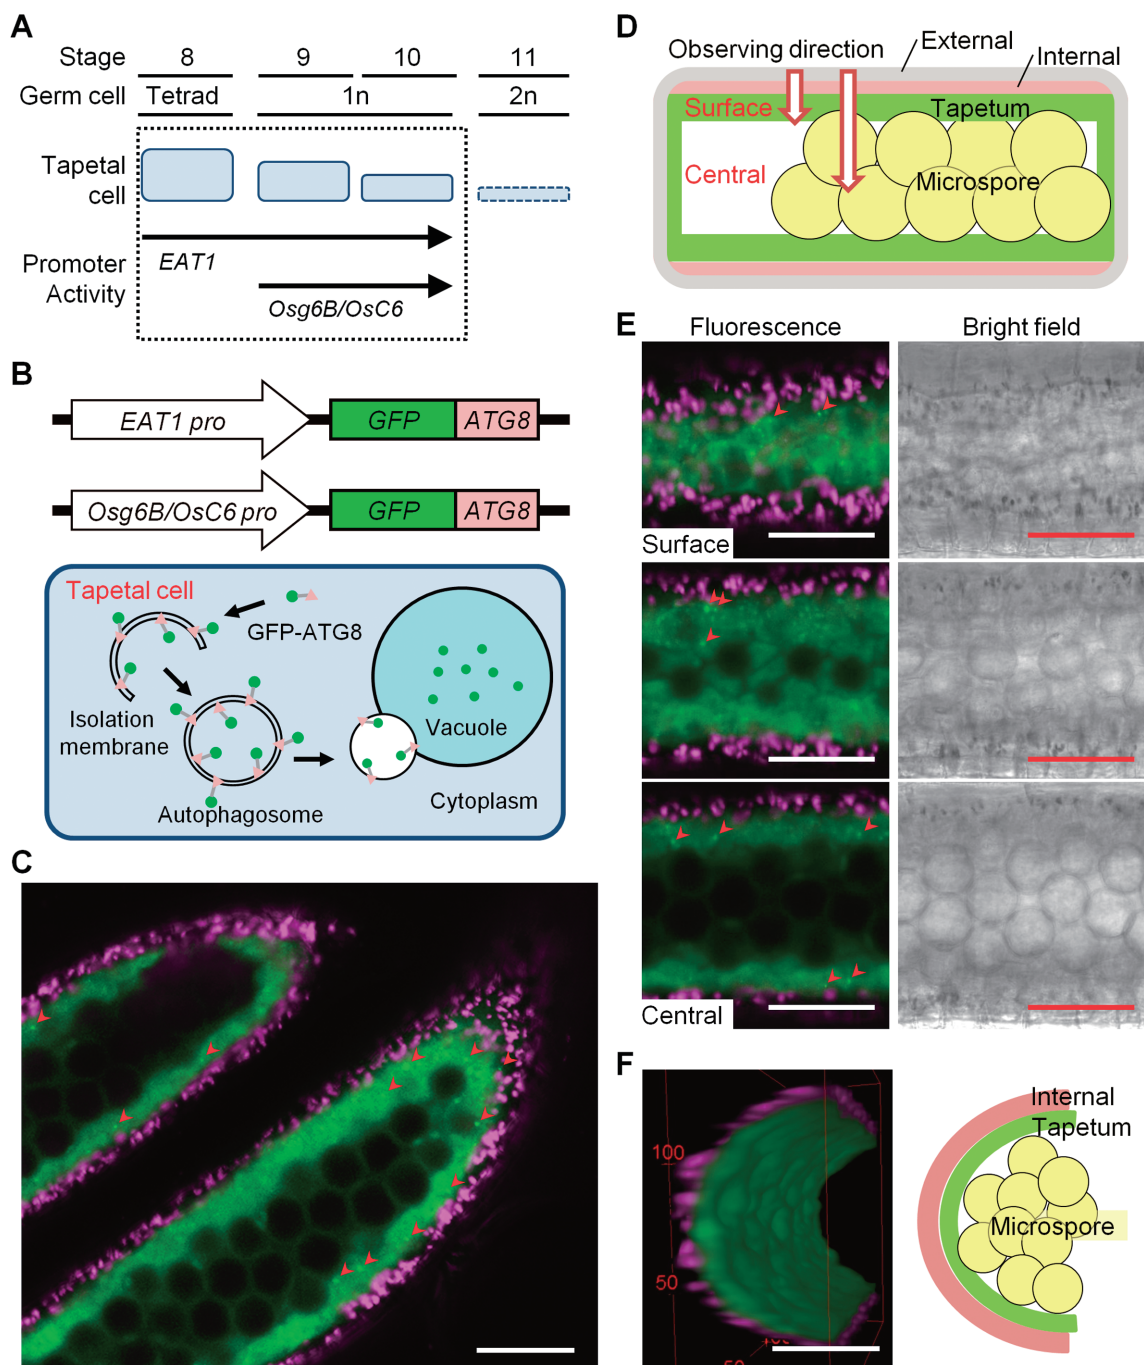 A
Stage 8 9 10 11
Germ cell Tetrad 1n 2n
Tapetal
cell
EAT1
Promoter
Activity
Osg6B/OsC6
B
EAT1 pro GFP ATG8
Osg6B/OsC6 pro GFP ATG8
Tapetal cell
GFP-ATG8
Isolation
membrane
Vacuole
Autophagosome
Cytoplasm
C
D
Observing direction
External
Internal
Surface
Tapetum
Central
Microspore
E
Fluorescence Bright field
Surface
Central
F
100
50
50
100
Internal
Tapetum
Microspore